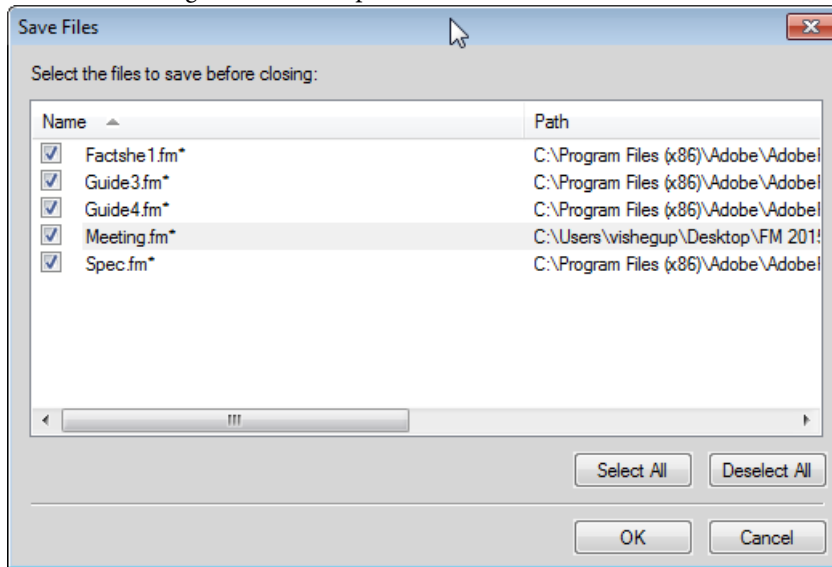 Save Files
Select the files to save before closing:
Name Path
Factshe1.fm* C:\Program Files (x86)\Adobe\Adobe
Guide3.fm* C:\Program Files (x86)\Adobe\Adobe
Guide4.fm* C:\Program Files (x86)\Adobe\Adobe
Meeting.fm* C:\Users\vishegup\Desktop\FM 201
Spec.fm* C:\Program Files (x86)\Adobe\Adobe
Select All Deselect All
OK Cancel